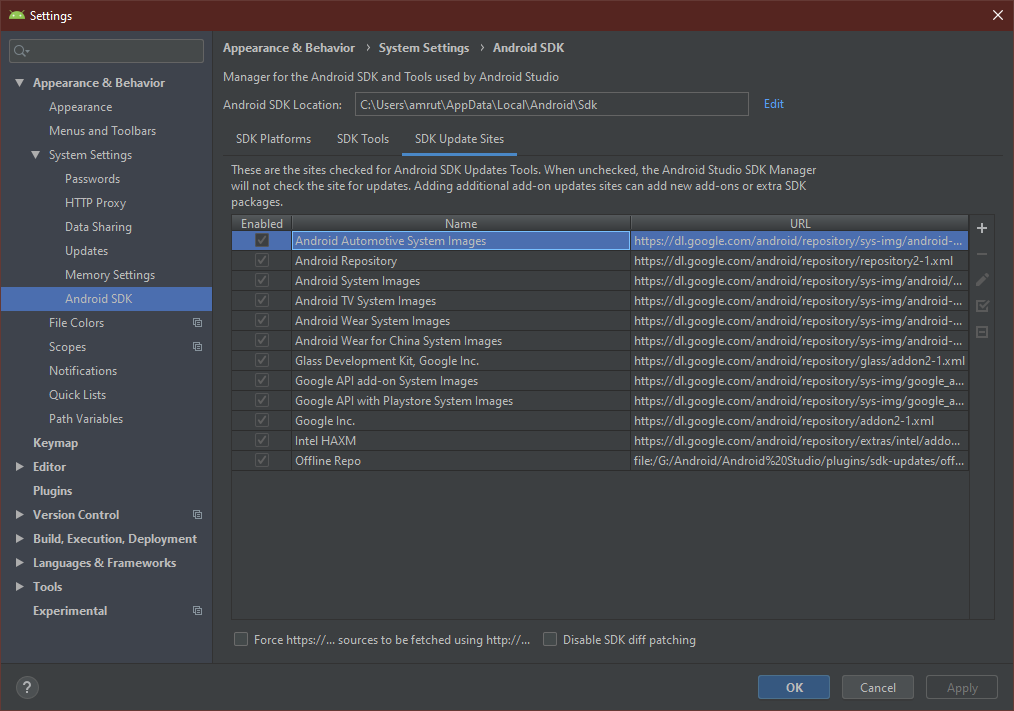 Settings
Appearance & Behavior
Appearance
Menus and Toolbars
System Settings
Passwords
HTTP Proxy
Data Sharing
Updates
Memory Settings
Android SDK
File Colors
Scopes
Notifications
Quick Lists
Path Variables
Keymap
Editor
Plugins
Version Control
Build, Execution, Deployment
Languages & Frameworks
Tools
Experimental
Appearance & Behavior › System Settings › Android SDK
Manager for the Android SDK and Tools used by Android Studio
Android SDK Location: C:\Users\amrut\AppData\Local\Android\Sdk Edit
SDK Platforms SDK Tools SDK Update Sites
These are the sites checked for Android SDK Updates Tools. When unchecked, the Android Studio SDK Manager
will not check the site for updates. Adding additional add-on updates sites can add new add-ons or extra SDK
packages.
Enabled Name URL
Android Automotive System Images https://dl.google.com/android/repository/sys-img/android-...
Android Repository https://dl.google.com/android/repository/repository2-1.xml
Android System Images https://dl.google.com/android/repository/sys-img/android/...
Android TV System Images https://dl.google.com/android/repository/sys-img/android-...
Android Wear System Images https://dl.google.com/android/repository/sys-img/android-...
Android Wear for China System Images https://dl.google.com/android/repository/sys-img/android-...
Glass Development Kit, Google Inc. https://dl.google.com/android/repository/glass/addon2-1.xml
Google API add-on System Images https://dl.google.com/android/repository/sys-img/google_a...
Google API with Playstore System Images https://dl.google.com/android/repository/sys-img/google_a...
Google Inc. https://dl.google.com/android/repository/addon2-1.xml
Intel HAXM https://dl.google.com/android/repository/extras/intel/addo...
Offline Repo file:/G:/Android/Android%20Studio/plugins/sdk-updates/off...
Force https://... sources to be fetched using http://... Disable SDK diff patching
? OK Cancel Apply